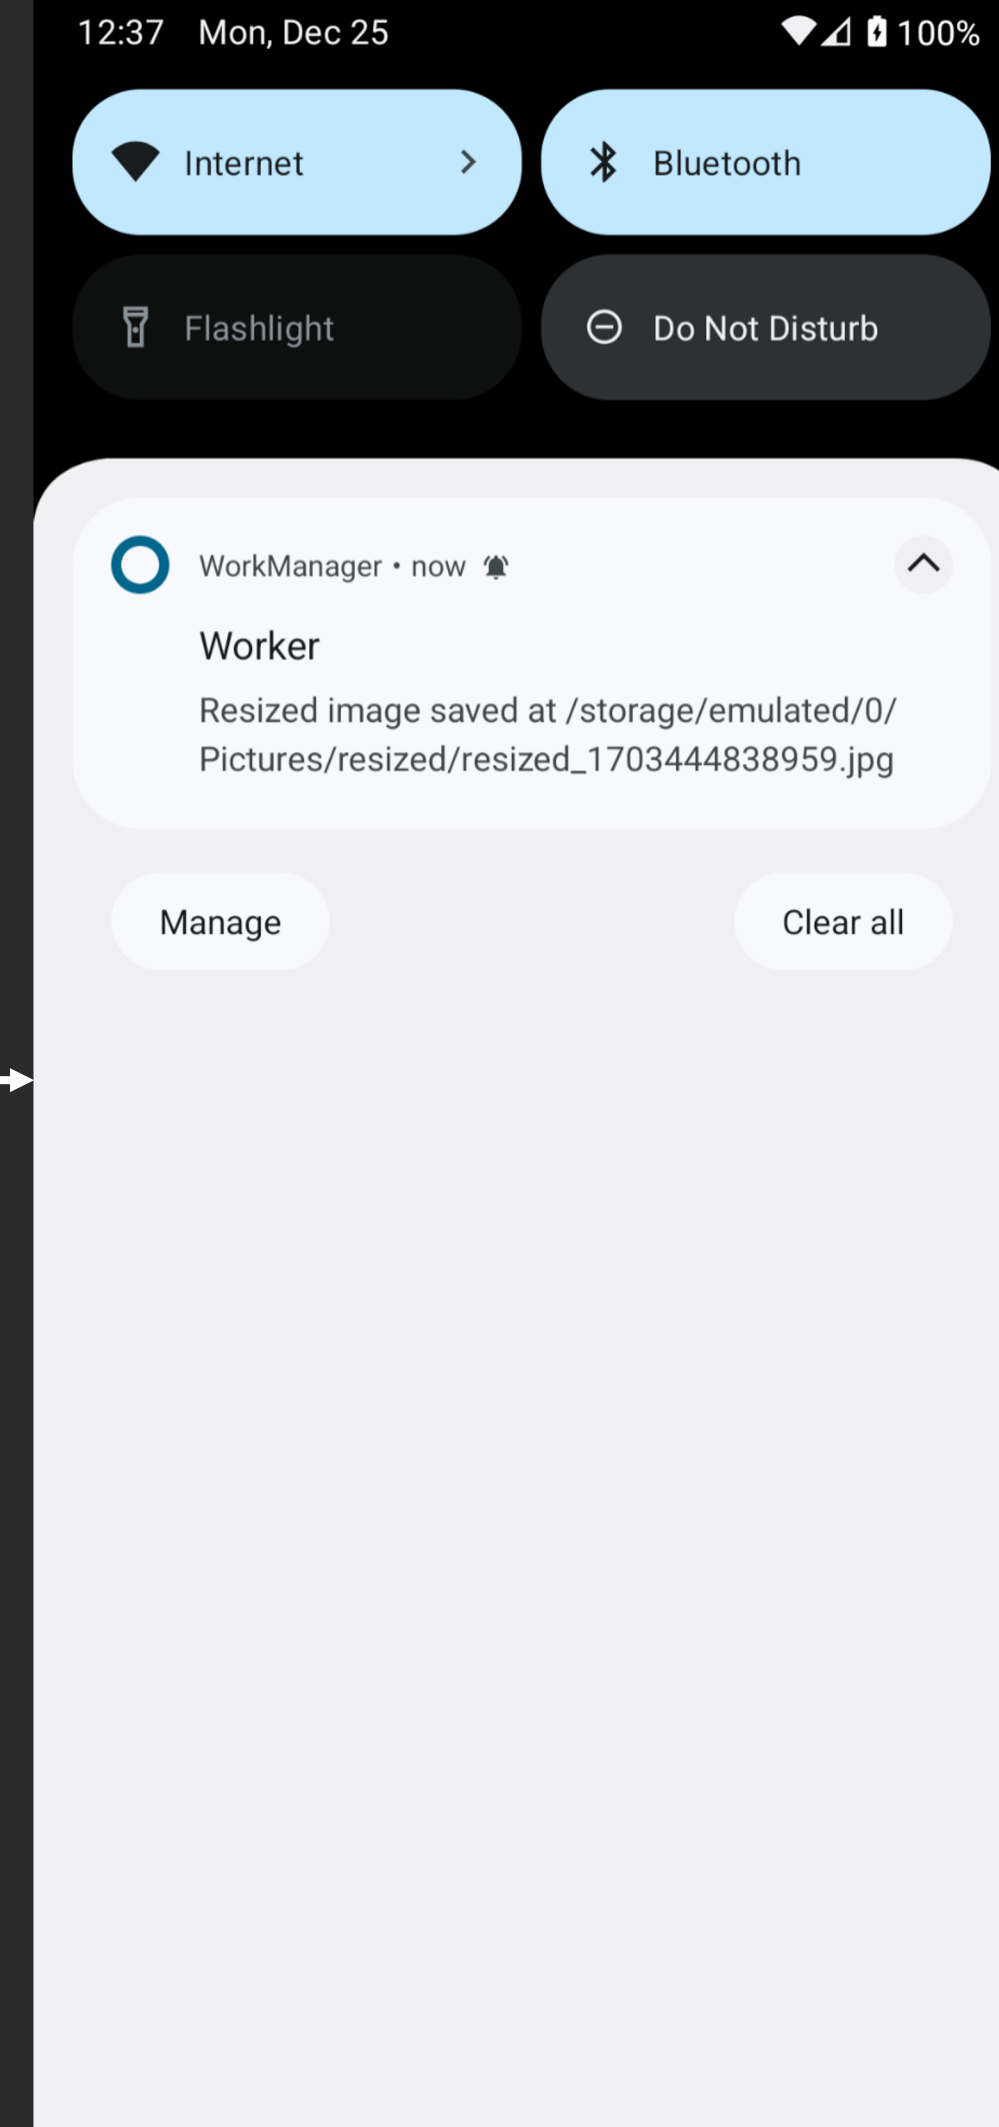 12:37 Mon, Dec 25 100%
Internet Bluetooth
Flashlight Do Not Disturb
WorkManager • now
Worker
Resized image saved at /storage/emulated/0/
Pictures/resized/resized_1703444838959.jpg
Manage Clear all